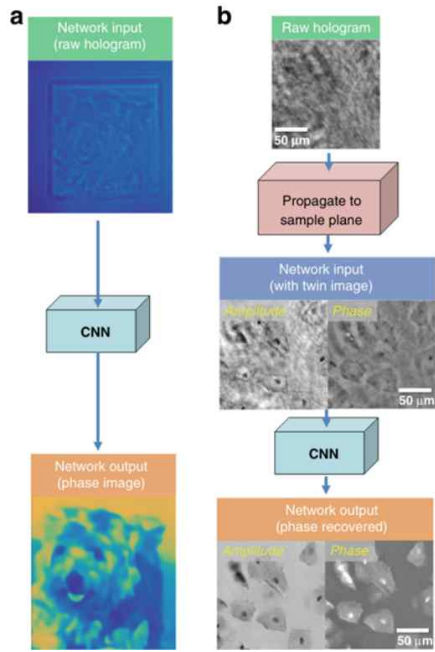 a
Network input
(raw hologram)
CNN
Network output
(phase image)
b
Raw hologram
50 μm
Propagate to
sample plane
Network input
(with twin image)
Amplitude
Phase
50 μm
CNN
Network output
(phase recovered)
Amplitude
Phase
50 μm